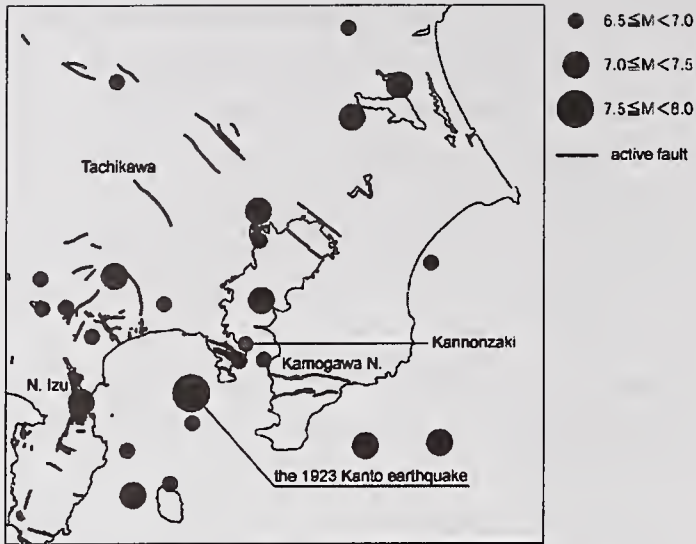 6.5≦M<7.0
7.0≦M<7.5
7.5≦M<8.0
active fault
Tachikawa
Kannonzaki
Kamogawa N.
N. Izu
the 1923 Kanto earthquake